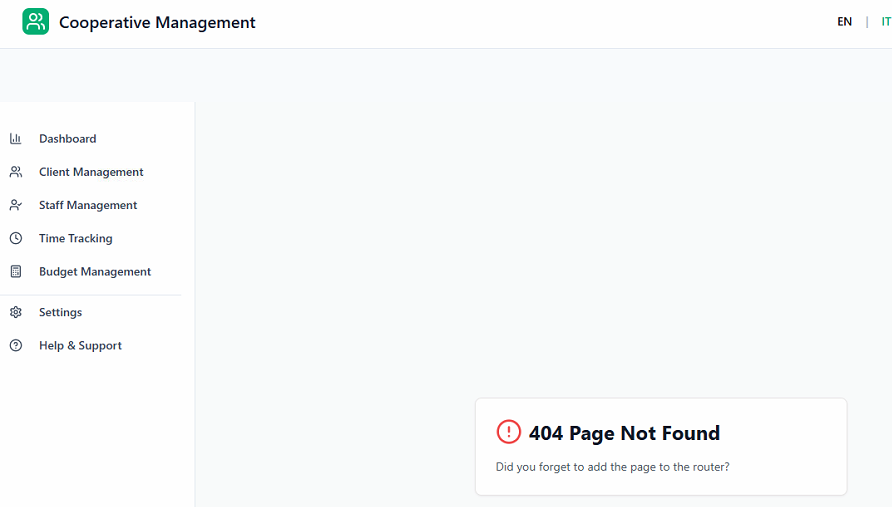 Cooperative Management
EN | IT
Dashboard
Client Management
Staff Management
Time Tracking
Budget Management
Settings
Help & Support
404 Page Not Found
Did you forget to add the page to the router?